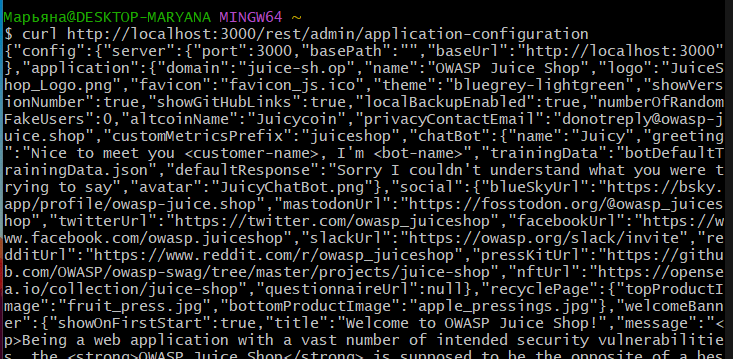 Марьяна@DESKTOP-MARYANA MINGW64 ~
$ curl http://localhost:3000/rest/admin/application-configuration
{"config":{"server":{"port":3000,"basePath":"","baseUrl":"http://localhost:3000"
},"application":{"domain":"juice-sh.op","name":"OWASP Juice Shop","logo":"JuiceS
hop_Logo.png","favicon":"favicon_js.ico","theme":"bluegrey-lightgreen","showVers
ionNumber":true,"showGitHubLinks":true,"localBackupEnabled":true,"numberOfRandom
FakeUsers":0,"altcoinName":"Juicycoin","privacyContactEmail":"donotreply@owasp-j
uice.shop","customMetricsPrefix":"juiceshop","chatBot":{"name":"Juicy","greeting
":"Nice to meet you <customer-name>, I'm <bot-name>","trainingData":"botDefaultT
rainingData.json","defaultResponse":"Sorry I couldn't understand what you were t
rying to say","avatar":"JuicyChatBot.png"},"social":{"blueSkyUrl":"https://bsky.
app/profile/owasp-juice.shop","mastodonUrl":"https://fosstodon.org/@owasp_juices
hop","twitterUrl":"https://twitter.com/owasp_juiceshop","facebookUrl":"https://w
ww.facebook.com/owasp.juiceshop","slackUrl":"https://owasp.org/slack/invite","re
dditUrl":"https://www.reddit.com/r/owasp_juiceshop","pressKitUrl":"https://githu
b.com/OWASP/owasp-swag/tree/master/projects/juice-shop","nftUrl":"https://opense
a.io/collection/juice-shop","questionnaireUrl":null},"recyclePage":{"topProductI
mage":"fruit_press.jpg","bottomProductImage":"apple_pressings.jpg"},"welcomeBann
er":{"showOnFirstStart":true,"title":"Welcome to OWASP Juice Shop!","message":"<
p>Being a web application with a vast number of intended security vulnerabilitie
s, the <strong>OWASP Juice Shop</strong> is supposed to be the opposite of a bes